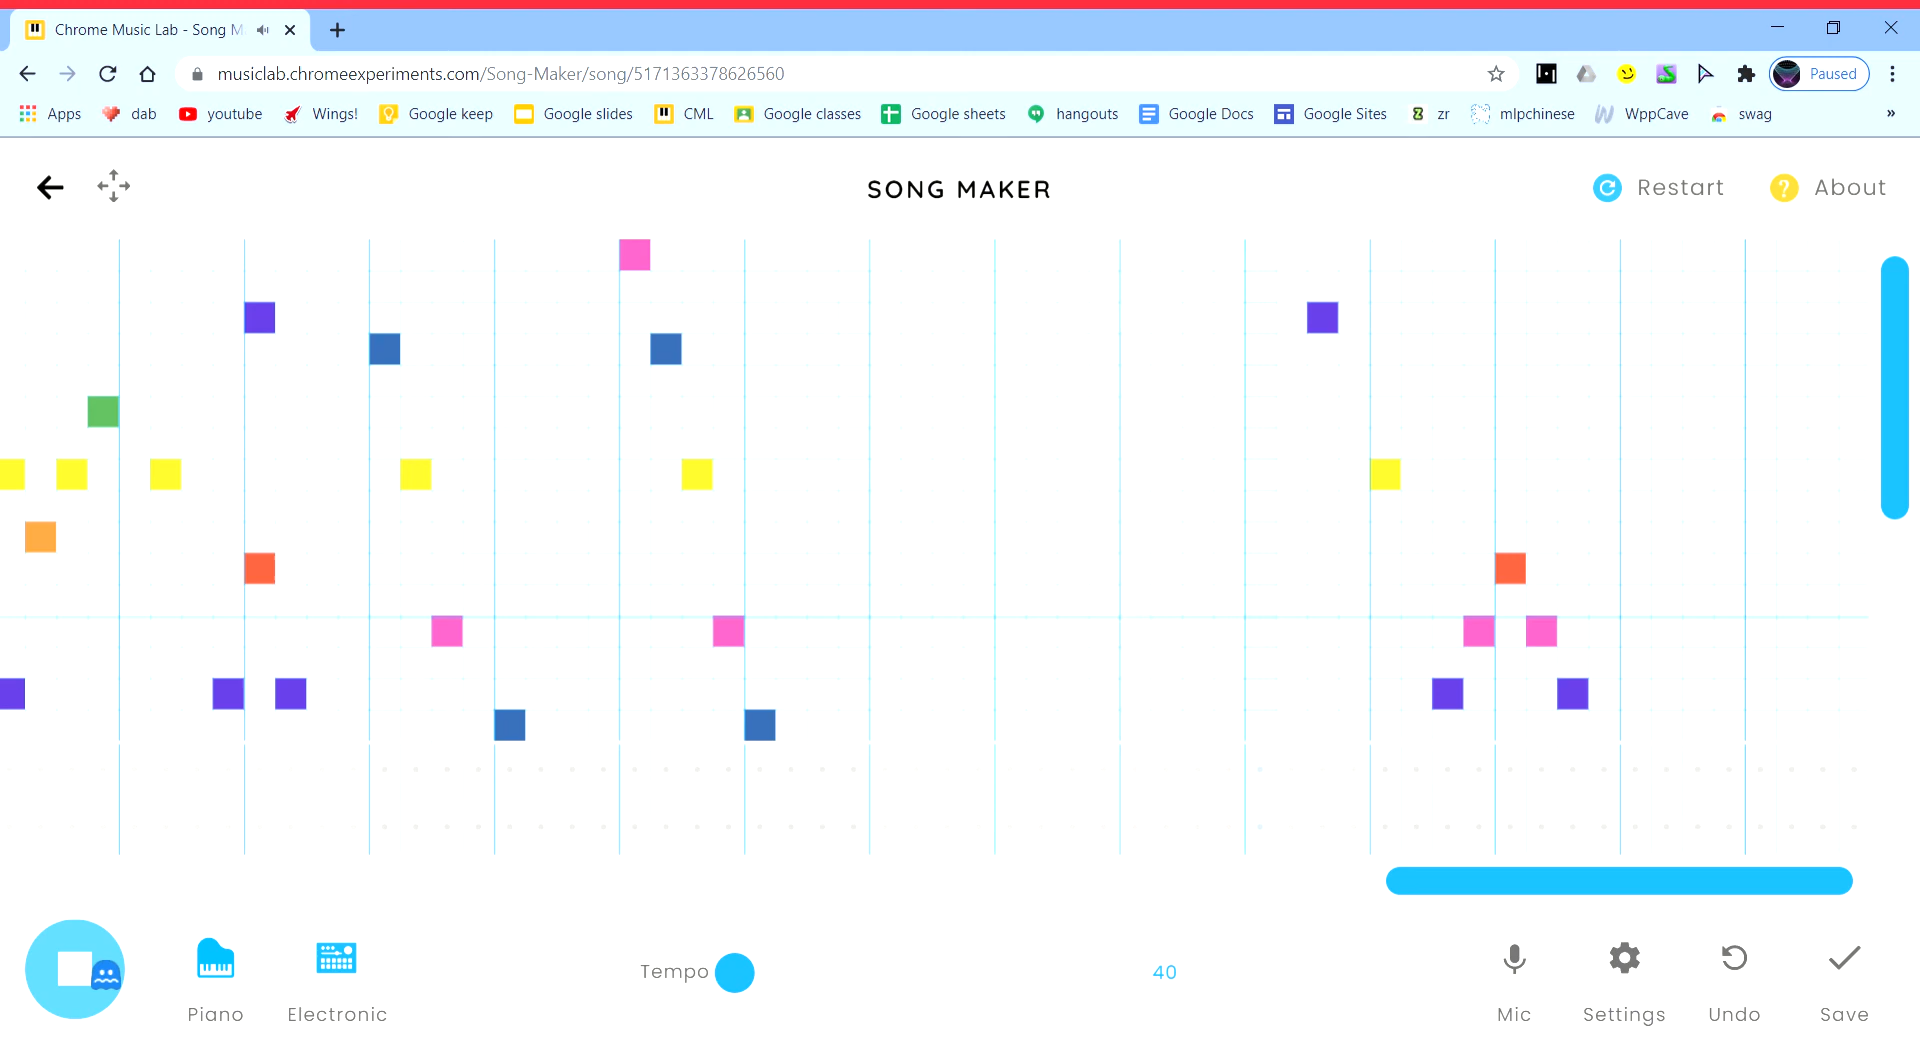 Chrome Music Lab - Song M
musiclab.chromeexperiments.com/Song-Maker/song/5171363378626560
Paused
Apps dab youtube Wings! Google keep Google slides CML Google classes Google sheets hangouts Google Docs Google Sites zr mlpchinese WppCave swag »
SONG MAKER
Restart
? About
Tempo
40
Piano
Electronic
Mic
Settings
Undo
Save